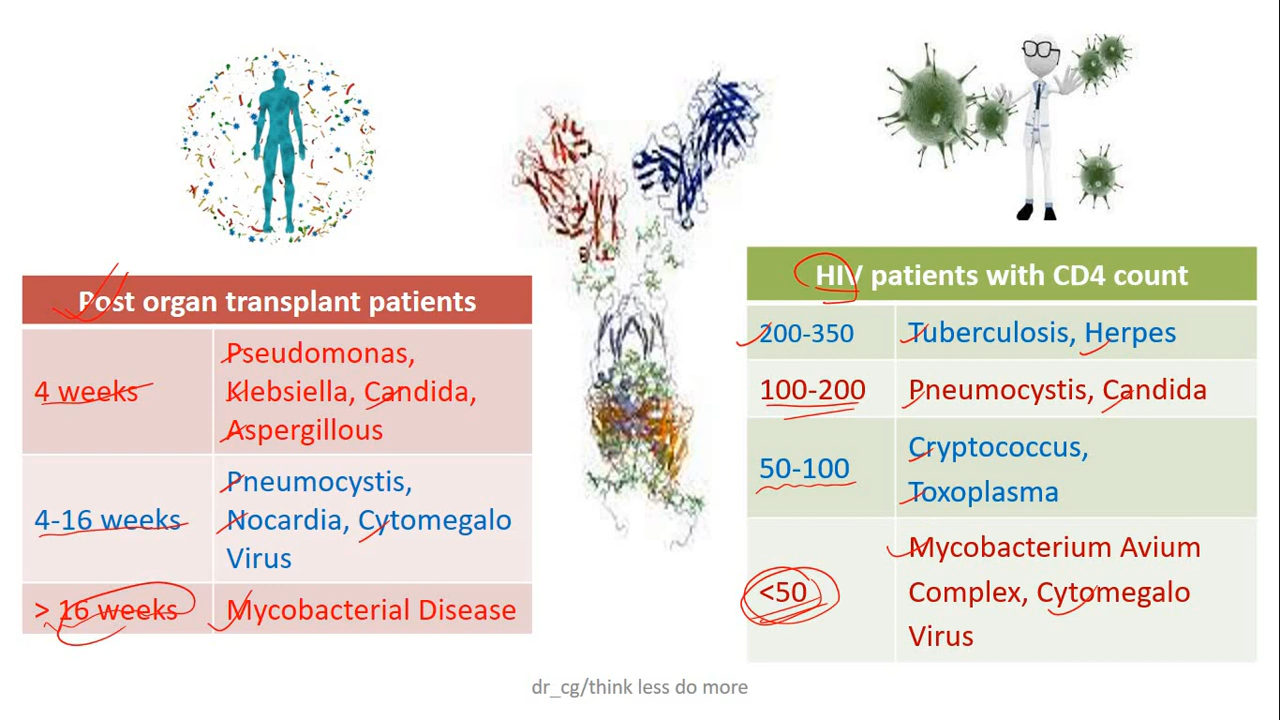 Post organ transplant patients
4 weeks
Pseudomonas,
Klebsiella, Candida,
Aspergillous
4-16 weeks
Pneumocystis,
Nocardia, Cytomegalo
Virus
> 16 weeks
Mycobacterial Disease
HIV patients with CD4 count
200-350
Tuberculosis, Herpes
100-200
Pneumocystis, Candida
50-100
Cryptococcus,
Toxoplasma
<50
Mycobacterium Avium
Complex, Cytomegalo
Virus
dr_cg/think less do more